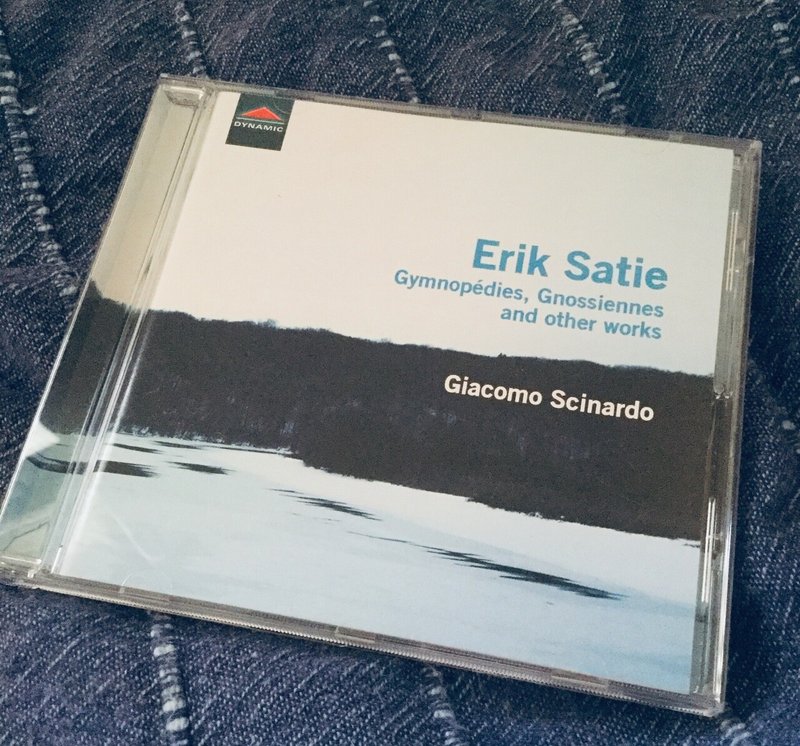 DYNAMIC
Erik Satie
Gymnopédies, Gnossiennes
and other works
Giacomo Scinardo